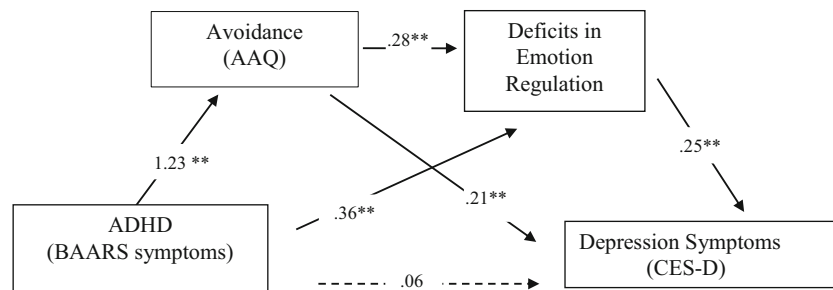 Avoidance
(AAQ)
.28**
Deficits in
Emotion
Regulation
1.23 **
.25**
ADHD
(BAARS symptoms)
.36**
.21**
Depression Symptoms
(CES-D)
.06